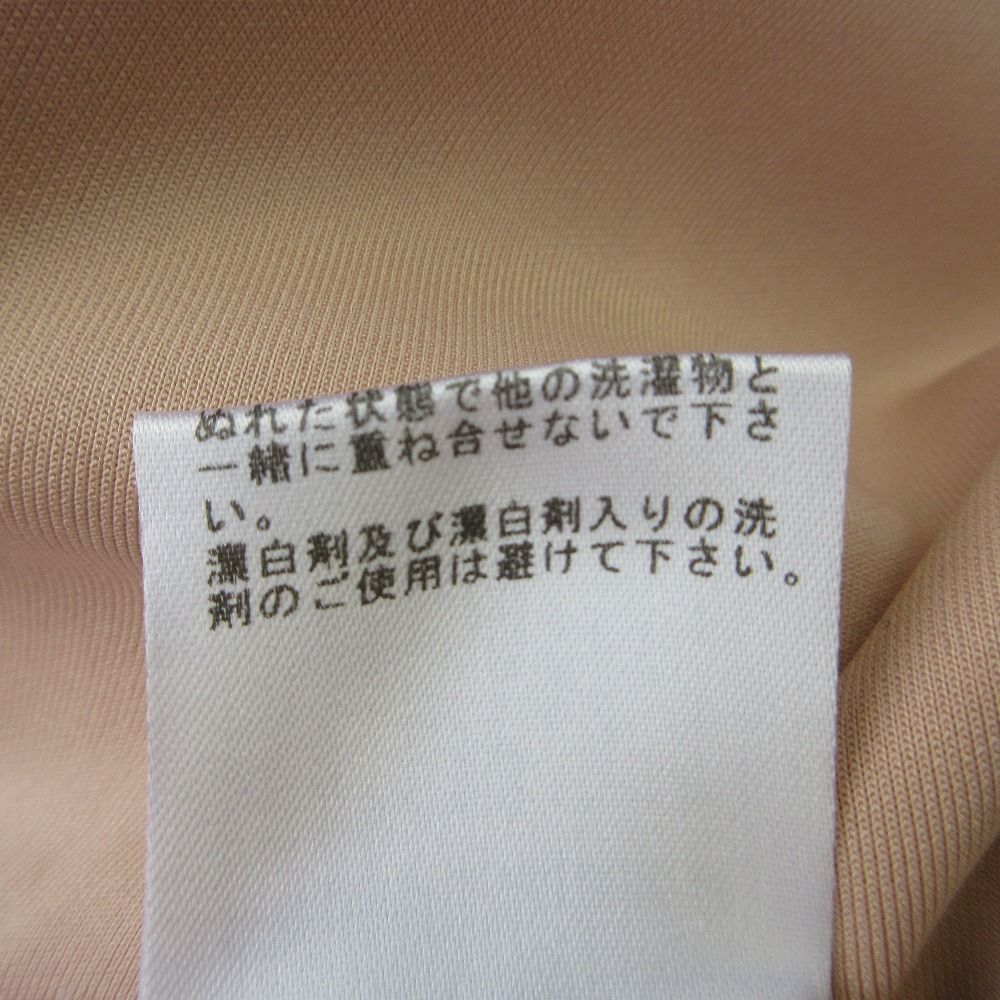 ぬれた状態で他の洗濯物と
一緒に重ね合せないで下さ
い。
漂白剤及び漂白剤入りの洗
剤のご使用は避けて下さい。